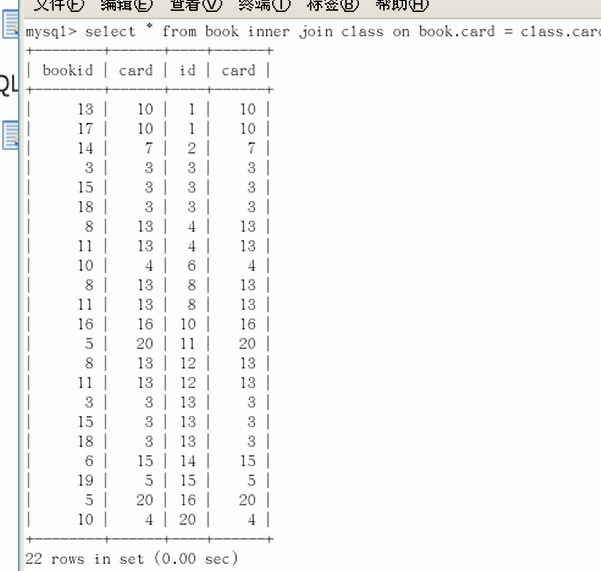 文件(F) 编辑(E) 查看(V) 终端(T) 标签(B) 帮助(H)
mysql> select * from book inner join class on book.card = class.card
+--------+------+----+------+
| bookid | card | id | card |
+--------+------+----+------+
| 13 | 10 | 1 | 10 |
| 17 | 10 | 1 | 10 |
| 14 | 7 | 2 | 7 |
| 3 | 3 | 3 | 3 |
| 15 | 3 | 3 | 3 |
| 18 | 3 | 3 | 3 |
| 8 | 13 | 4 | 13 |
| 11 | 13 | 4 | 13 |
| 10 | 4 | 6 | 4 |
| 8 | 13 | 8 | 13 |
| 11 | 13 | 8 | 13 |
| 16 | 16 | 10 | 16 |
| 5 | 20 | 11 | 20 |
| 8 | 13 | 12 | 13 |
| 11 | 13 | 12 | 13 |
| 3 | 3 | 13 | 3 |
| 15 | 3 | 13 | 3 |
| 18 | 3 | 13 | 3 |
| 6 | 15 | 14 | 15 |
| 19 | 5 | 15 | 5 |
| 5 | 20 | 16 | 20 |
| 10 | 4 | 20 | 4 |
+--------+------+----+------+
22 rows in set (0.00 sec)
QL